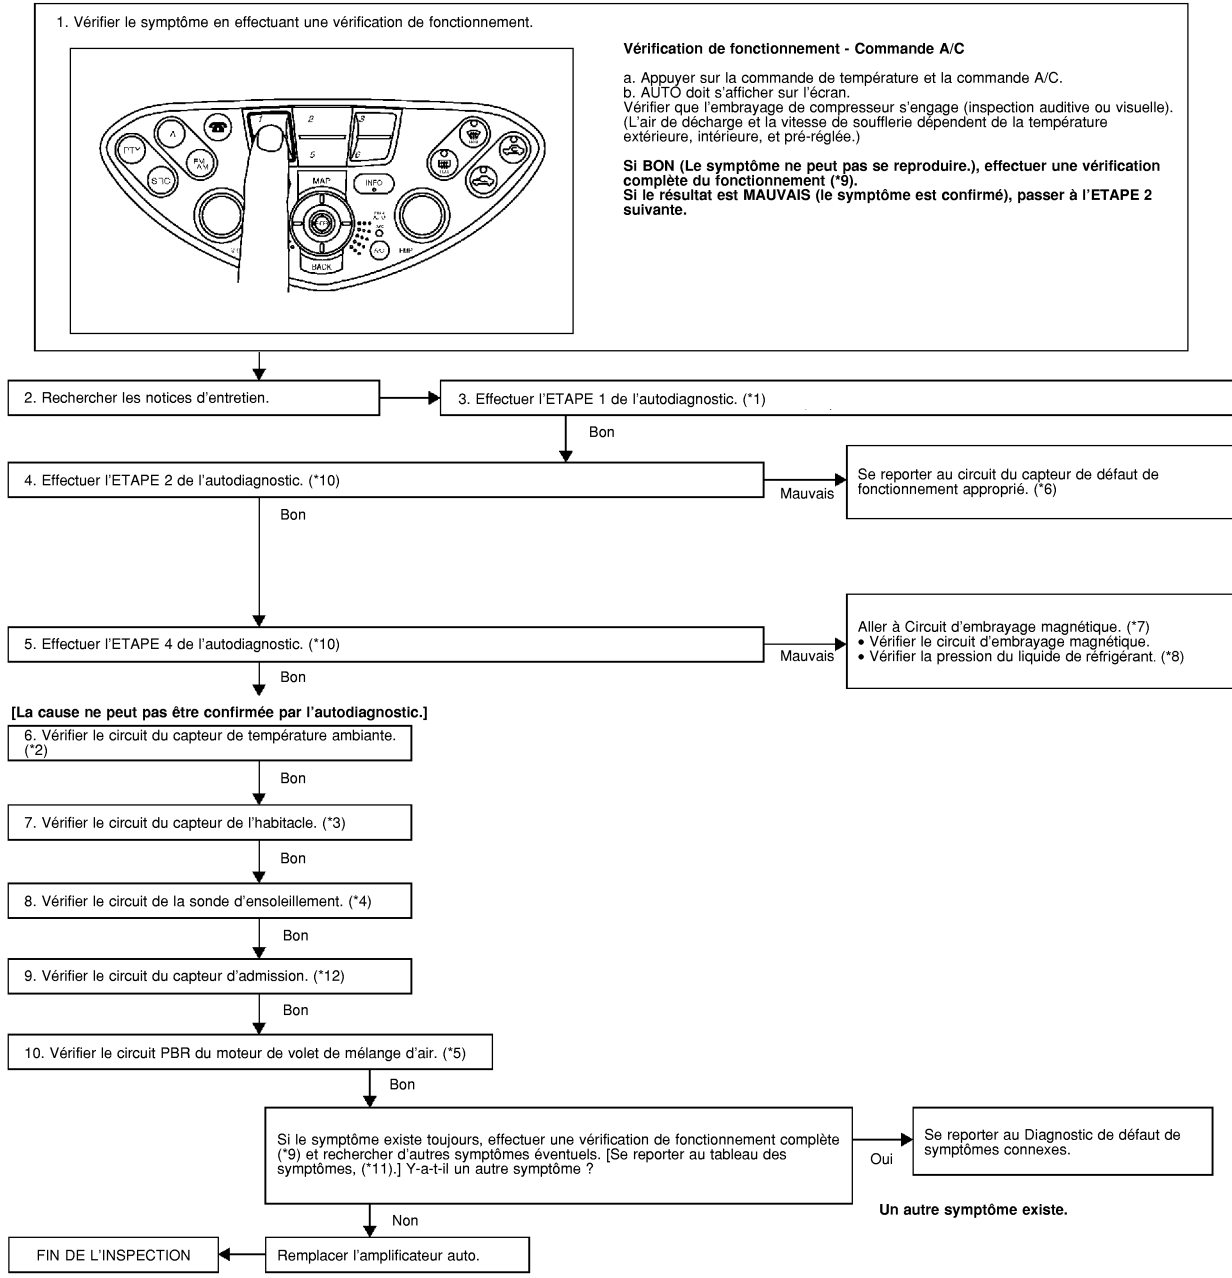 1. Vérifier le symptôme en effectuant une vérification de fonctionnement.
1
2
3
5
6
A
PTY
FM
AM
SRC
MAP
INFO
BACK
A/C
Vérification de fonctionnement - Commande A/C
a. Appuyer sur la commande de température et la commande A/C.
b. AUTO doit s'afficher sur l'écran.
Vérifier que l'embrayage de compresseur s'engage (inspection auditive ou visuelle).
(L'air de décharge et la vitesse de soufflerie dépendent de la température
extérieure, intérieure, et pré-réglée.)
Si BON (Le symptôme ne peut pas se reproduire.), effectuer une vérification
complète du fonctionnement (*9).
Si le résultat est MAUVAIS (le symptôme est confirmé), passer à l'ETAPE 2
suivante.
2. Rechercher les notices d'entretien.
3. Effectuer l'ETAPE 1 de l'autodiagnostic. (*1)
Bon
4. Effectuer l'ETAPE 2 de l'autodiagnostic. (*10)
Mauvais
Se reporter au circuit du capteur de défaut de
fonctionnement approprié. (*6)
Bon
5. Effectuer l'ETAPE 4 de l'autodiagnostic. (*10)
Mauvais
Aller à Circuit d'embrayage magnétique. (*7)
• Vérifier le circuit d'embrayage magnétique.
• Vérifier la pression du liquide de réfrigérant. (*8)
Bon
[La cause ne peut pas être confirmée par l'autodiagnostic.]
6. Vérifier le circuit du capteur de température ambiante.
(*2)
Bon
7. Vérifier le circuit du capteur de l'habitacle. (*3)
Bon
8. Vérifier le circuit de la sonde d'ensoleillement. (*4)
Bon
9. Vérifier le circuit du capteur d'admission. (*12)
Bon
10. Vérifier le circuit PBR du moteur de volet de mélange d'air. (*5)
Bon
Si le symptôme existe toujours, effectuer une vérification de fonctionnement complète
(*9) et rechercher d'autres symptômes éventuels. [Se reporter au tableau des
symptômes, (*11).] Y-a-t-il un autre symptôme ?
Oui
Se reporter au Diagnostic de défaut de
symptômes connexes.
Un autre symptôme existe.
Non
Remplacer l'amplificateur auto.
FIN DE L'INSPECTION